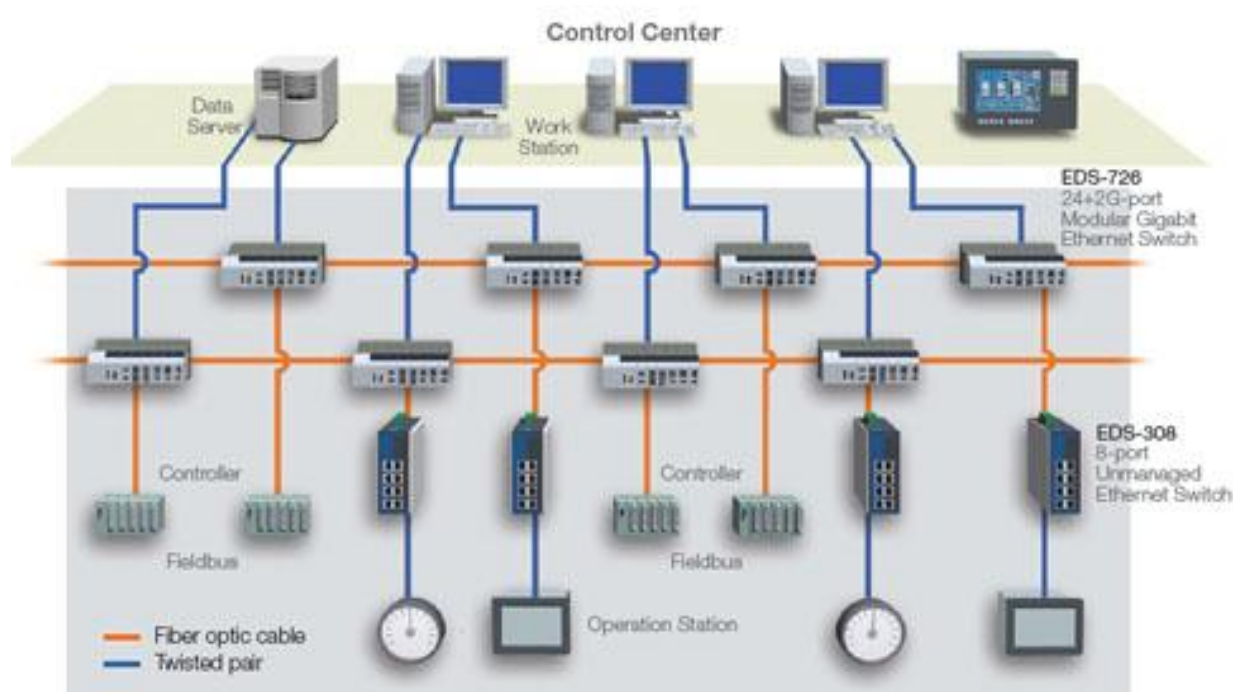 Control Center
Data
Server
Work
Station
EDS-726
24+2G-port
Modular Gigabit
Ethernet Switch
EDS-308
8-port
Unmanaged
Ethernet Switch
Controller
Controller
Fieldbus
Fieldbus
Operation Station
Fiber optic cable
Twisted pair